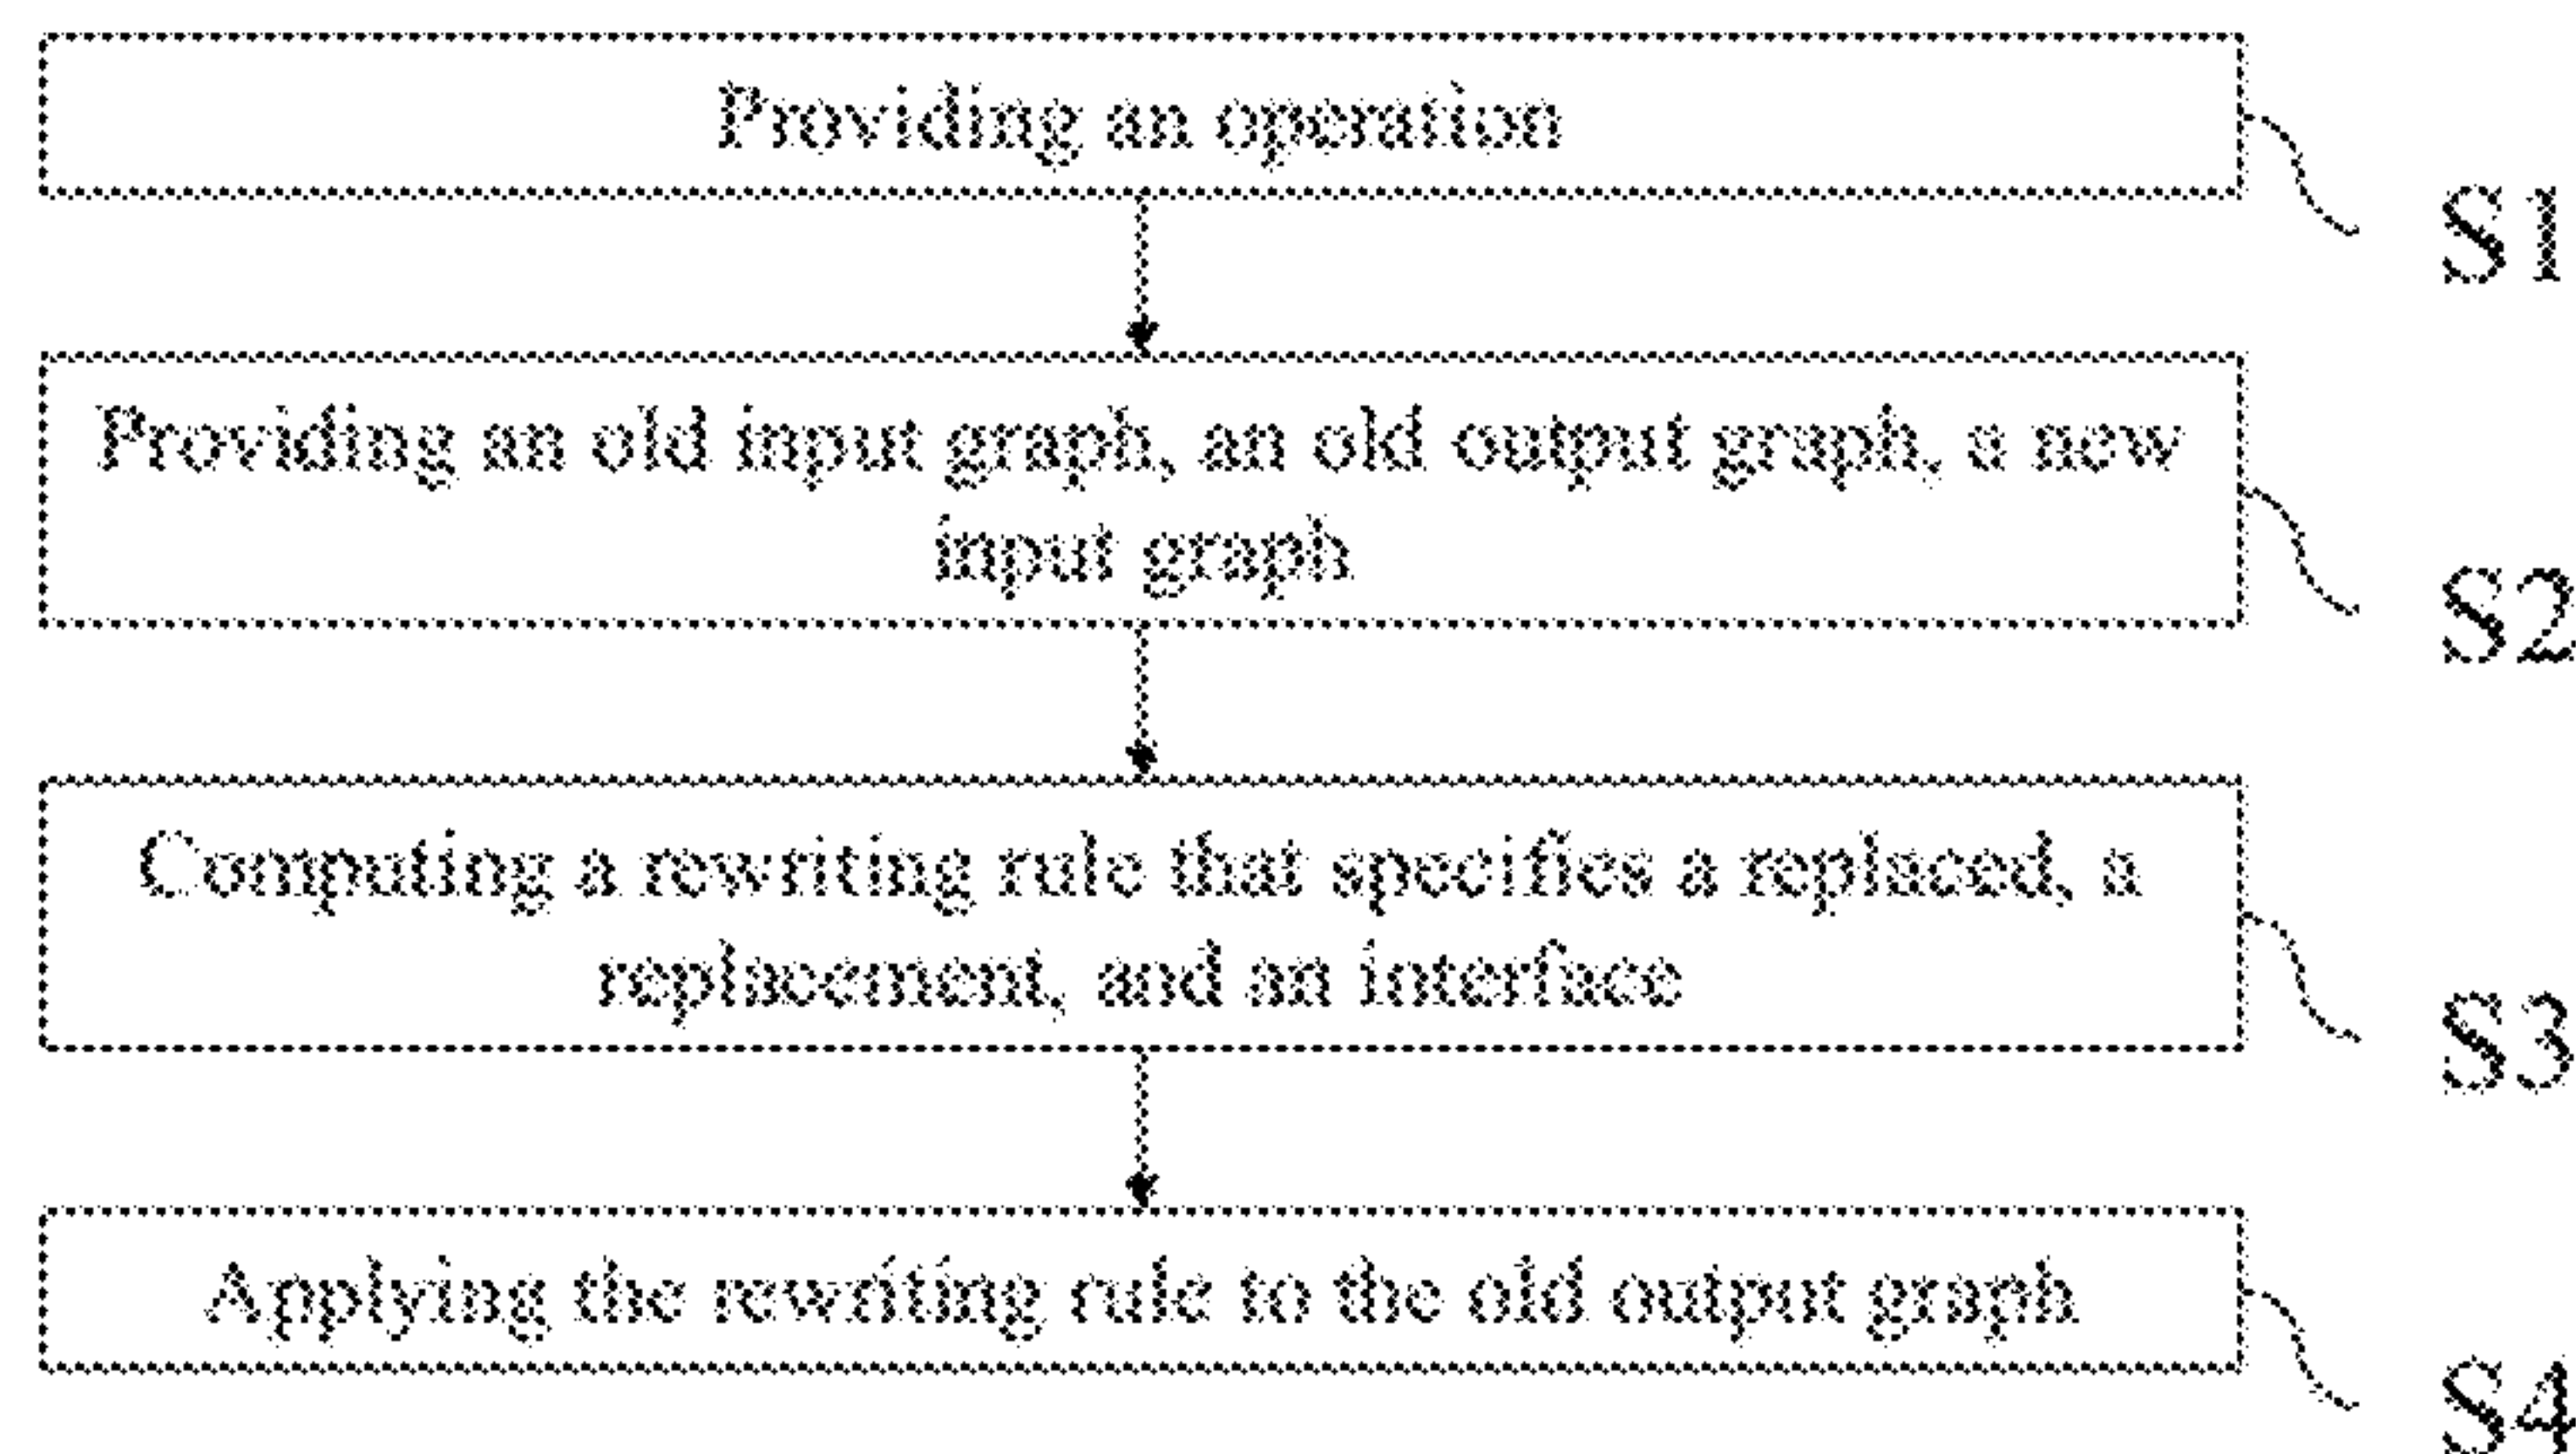 Providing an operation
S1
Providing an old input graph, an old output graph, a new
input graph
S2
Computing a rewriting rule that specifies a replaced, a
replacement, and an interface
S3
Applying the rewriting rule to the old output graph
S4